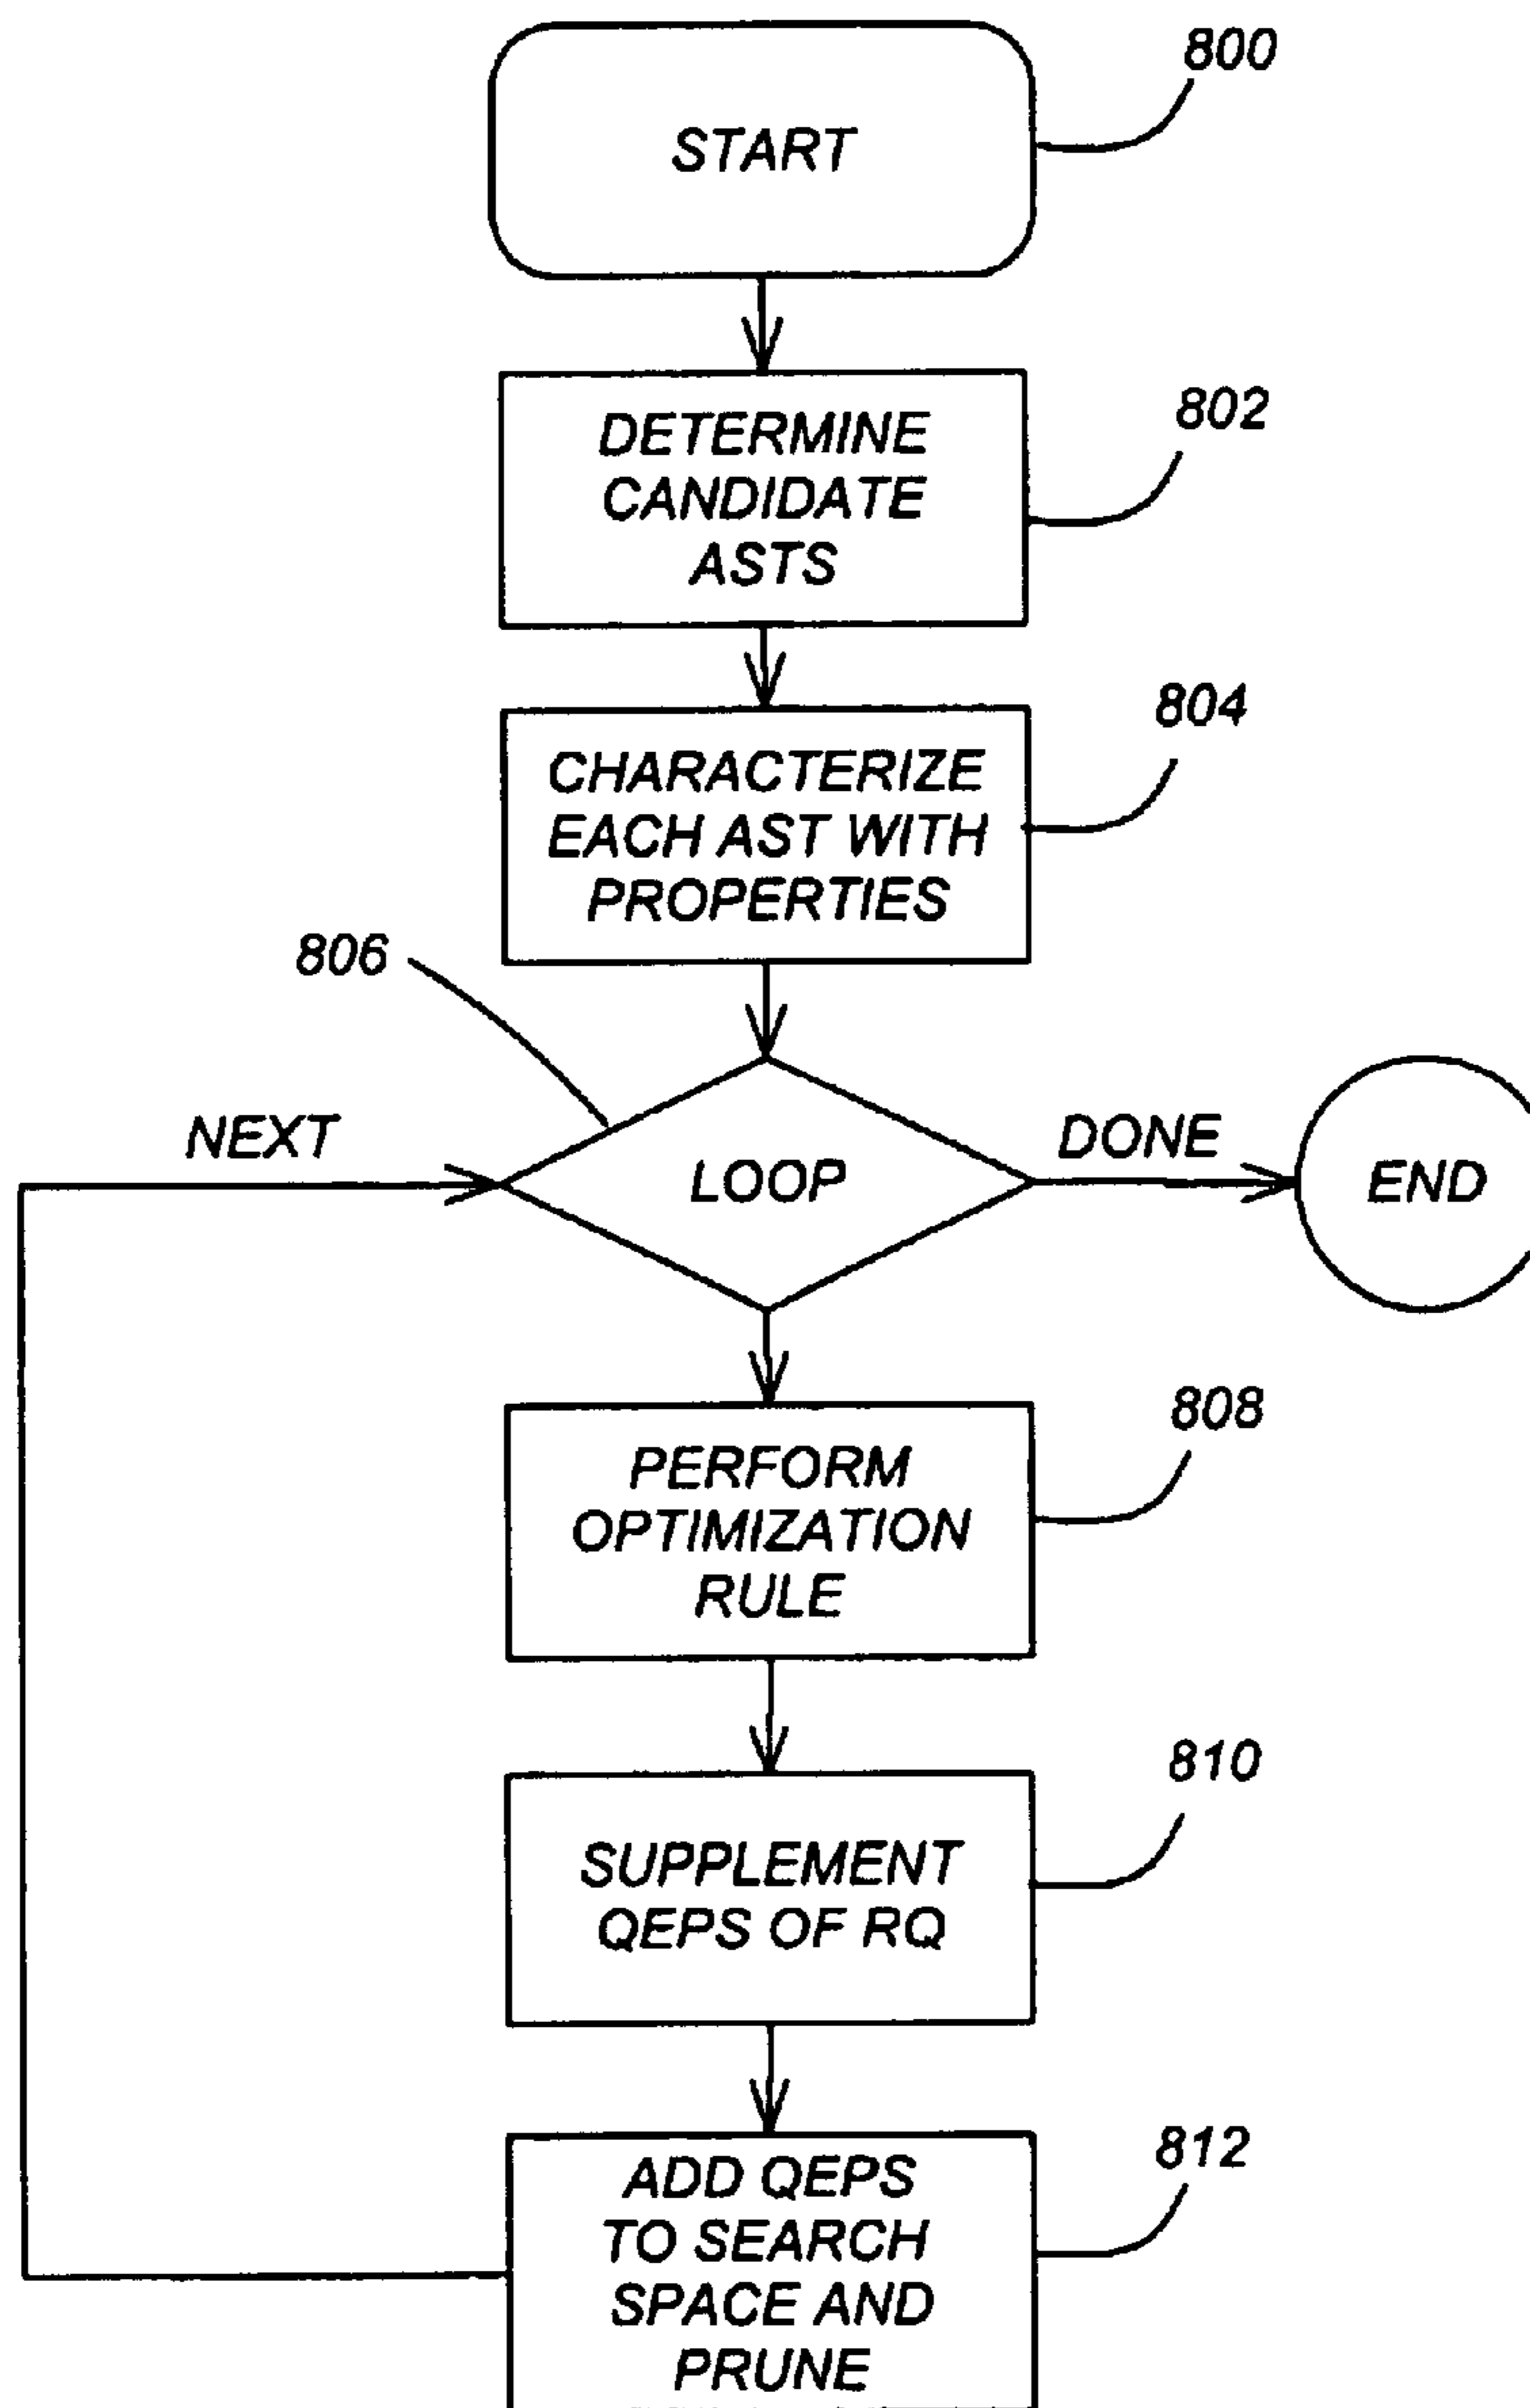 800
START
802
DETERMINE
CANDIDATE
ASTS
804
CHARACTERIZE
EACH AST WITH
PROPERTIES
806
NEXT
LOOP
DONE
END
808
PERFORM
OPTIMIZATION
RULE
810
SUPPLEMENT
QEPS OF RQ
812
ADD QEPS
TO SEARCH
SPACE AND
PRUNE